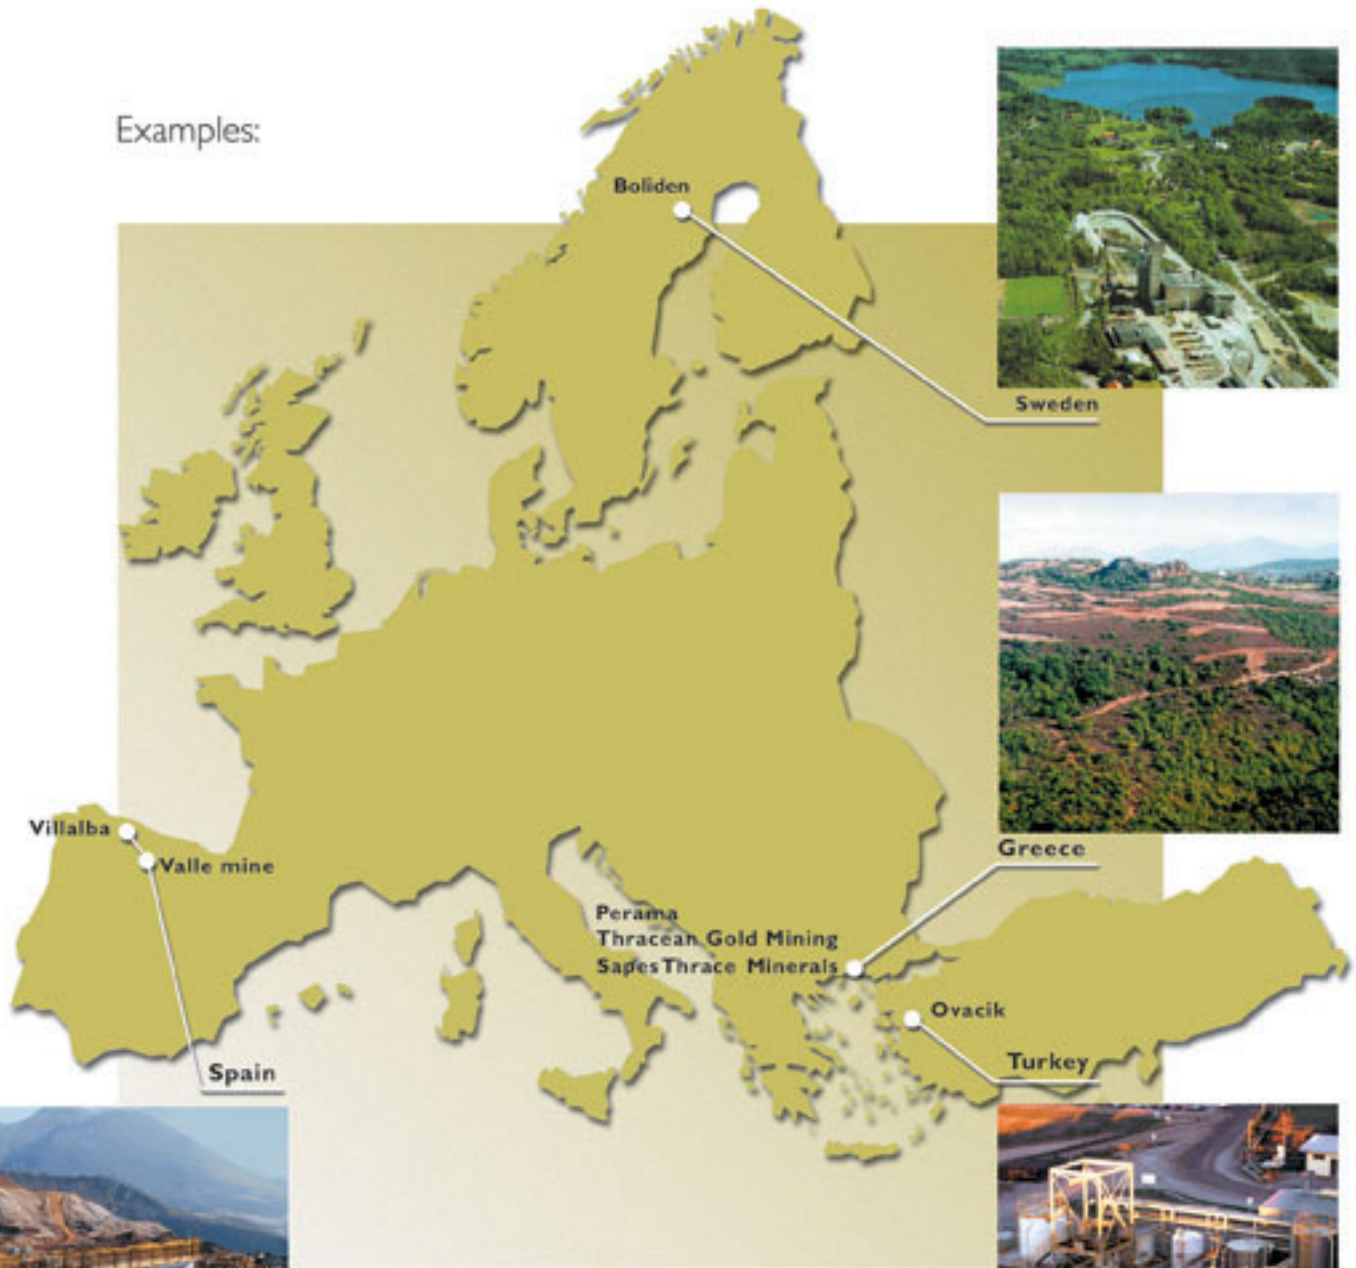 Examples:
Boliden
Sweden
Villalba
Valle mine
Greece
Perama
Thracean Gold Mining
Sapes Thrace Minerals
Ovacik
Turkey
Spain